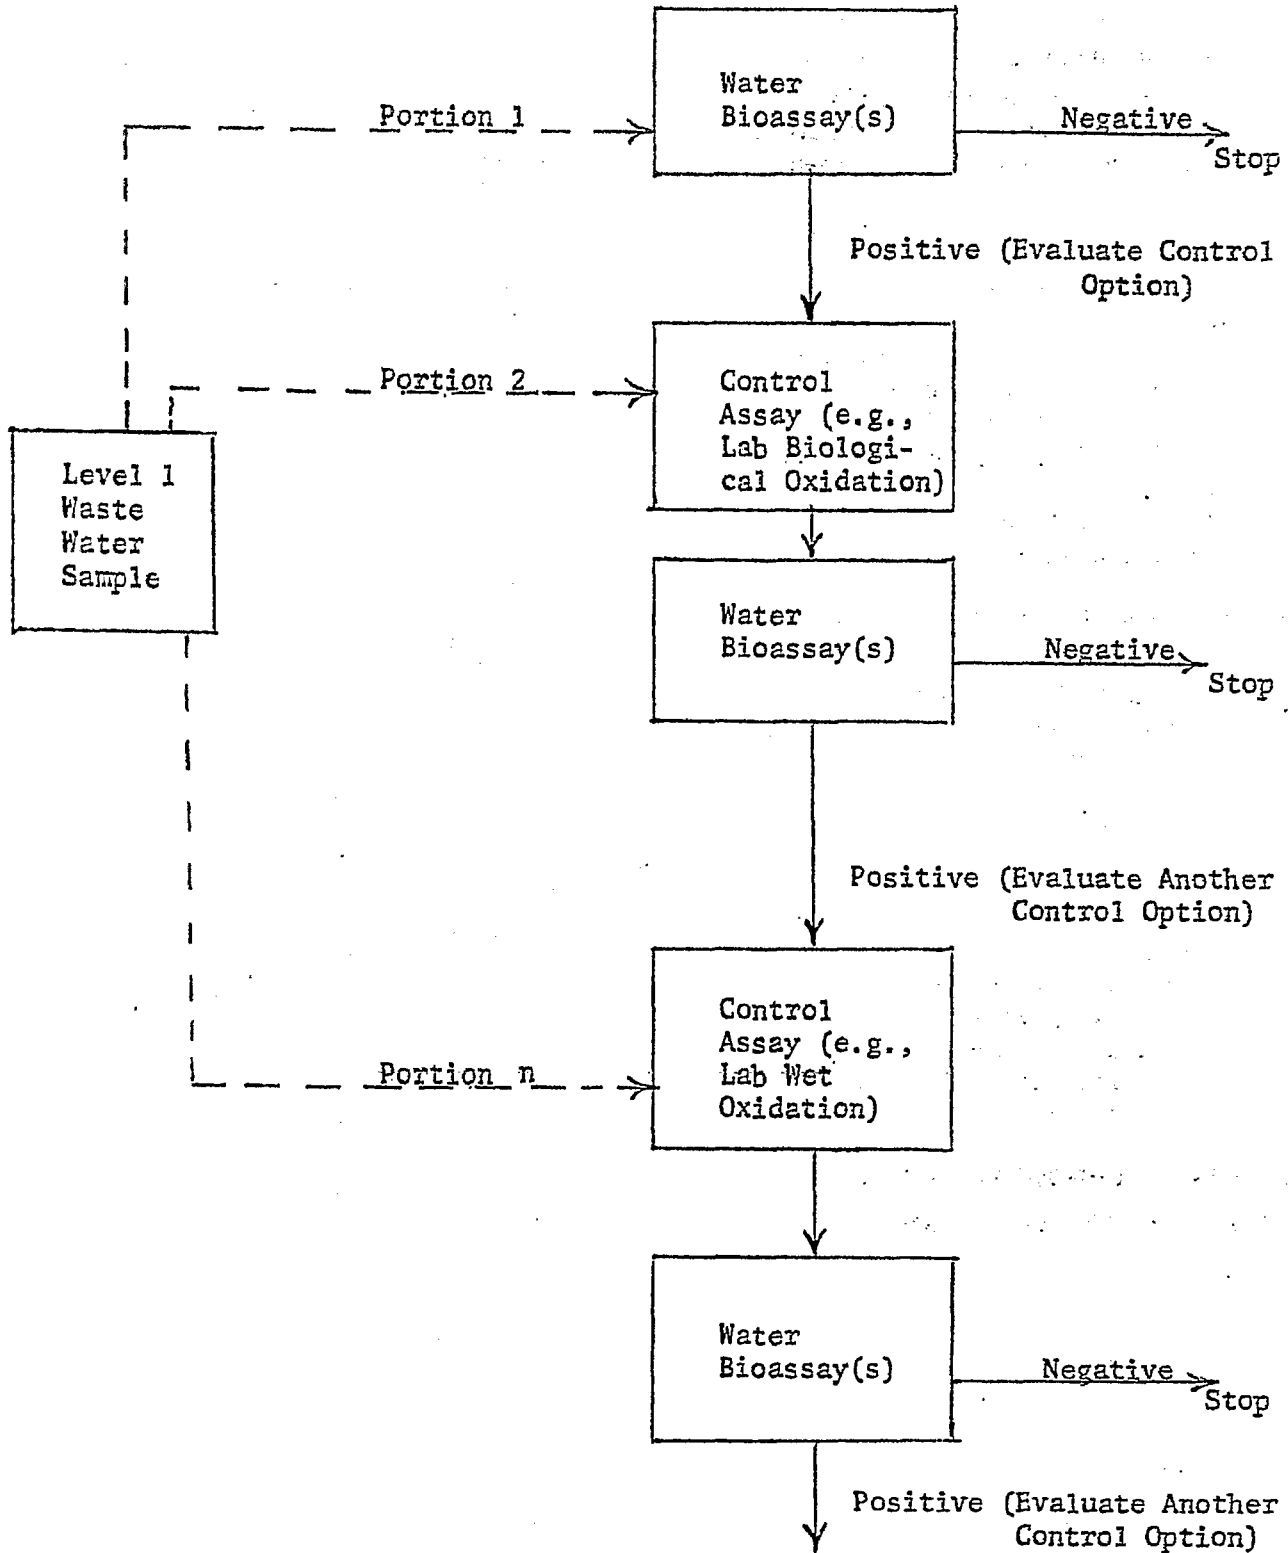 Water
Bioassay(s)
Portion 1
Negative
Stop
Positive (Evaluate Control
Option)
Portion 2
Control
Assay (e.g.,
Lab Biologi-
cal Oxidation)
Level 1
Waste
Water
Sample
Water
Bioassay(s)
Negative
Stop
Positive (Evaluate Another
Control Option)
Control
Assay (e.g.,
Lab Wet
Oxidation)
Portion n
Water
Bioassay(s)
Negative
Stop
Positive (Evaluate Another
Control Option)